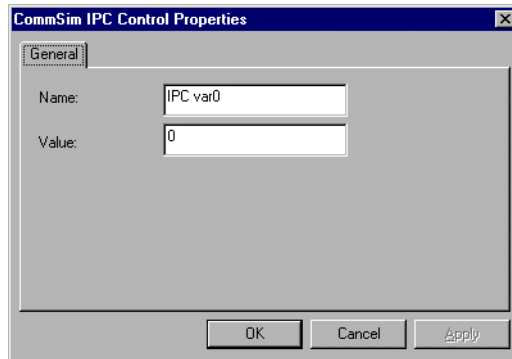 CommSim IPC Control Properties
General
Name: IPC var0
Value: 0
OK Cancel Apply